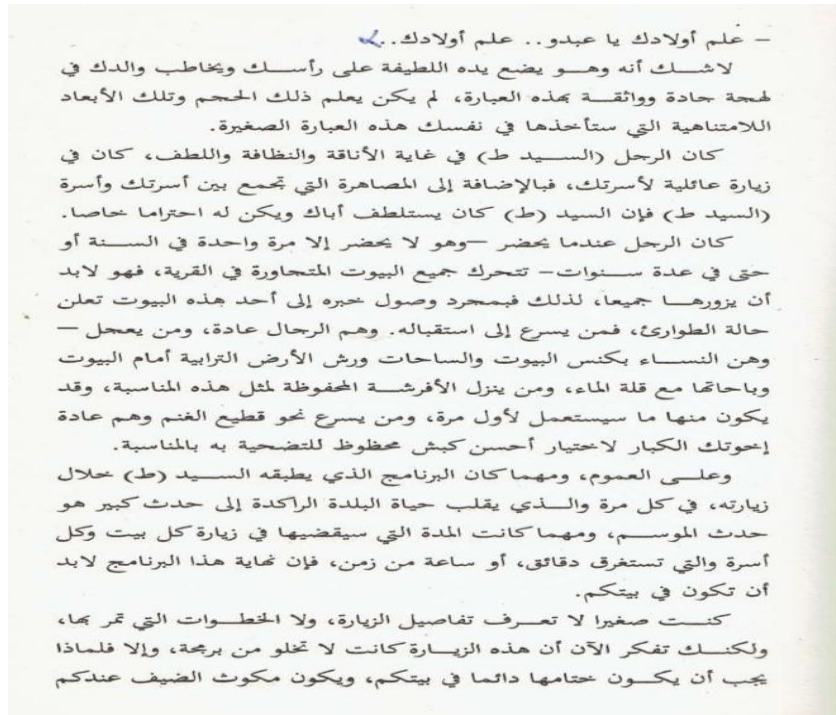 – علم أولادك يا عبدو.. علم أولادك..
لاشك أنه وهو يضع يده اللطيفة على رأسك ويخاطب والدك في
لهجة حادة وواثقة بهذه العبارة، لم يكن يعلم ذلك الحجم وتلك الأبعاد
اللامتناهية التي ستأخذها في نفسك هذه العبارة الصغيرة.
كان الرجل (السيد ط) في غاية الأناقة والنظافة واللطف، كان في
زيارة عائلية لأسرتك، فبالإضافة إلى المصاهرة التي تجمع بين أسرتك وأسرة
(السيد ط) فإن السيد (ط) كان يستلطف أباك ويكن له احتراما خاصا.
كان الرجل عندما يحضر –وهو لا يحضر إلا مرة واحدة في السنة أو
حتى في عدة سنوات– تتحرك جميع البيوت المتجاورة في القرية، فهو لابد
أن يزورها جميعا، لذلك فبمجرد وصول خبره إلى أحد هذه البيوت تعلن
حالة الطوارئ، فمن يسرع إلى استقباله. وهم الرجال عادة، ومن يعجل –
وهن النساء بكنس البيوت والساحات ورش الأرض الترابية أمام البيوت
وباحاتها مع قلة الماء، ومن ينزل الأفرشة المحفوظة لمثل هذه المناسبة، وقد
يكون منها ما سيستعمل لأول مرة، ومن يسرع نحو قطيع الغنم وهم عادة
إخوتك الكبار لاختيار أحسن كبش محظوظ للتضحية به بالمناسبة.
وعلى العموم، ومهما كان البرنامج الذي يطبقه السيد (ط) خلال
زيارته، في كل مرة والذي يقلب حياة البلدة الراكدة إلى حدث كبير هو
حدث الموسم، ومهما كانت المدة التي سيقضيها في زيارة كل بيت وكل
أسرة والتي تستغرق دقائق، أو ساعة من زمن، فإن نهاية هذا البرنامج لابد
أن تكون في بيتكم.
كنت صغيرا لا تعرف تفاصيل الزيارة، ولا الخطوات التي تمر بها،
ولكنك تفكر الآن أن هذه الزيارة كانت لا تخلو من برمجة، وإلا فلماذا
يجب أن يكون ختامها دائما في بيتكم، ويكون مكوث الضيف عندكم